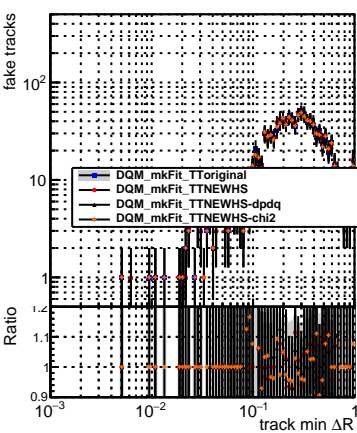 fake tracks
10²
DQM_mkFit_TToriginal
DQM_mkFit_TTNEWHS
10
DQM_mkFit_TTNEWHS-dpdq
DQM_mkFit_TTNEWHS-chi2
1
Ratio
1.2
1.1
1
0.9
10⁻³ 10⁻² 10⁻¹ 1
track min ΔR